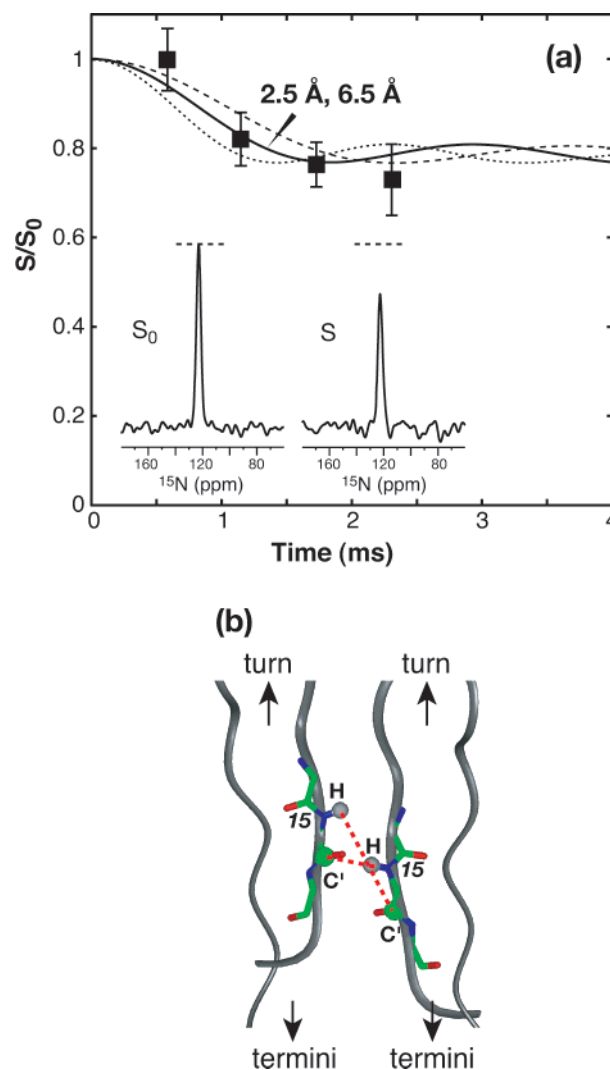 (a)
2.5 Å, 6.5 Å
1
0.8
0.6
0.4
0.2
0
S/S0
S0
S
160 120 80
15N (ppm)
160 120 80
15N (ppm)
0 1 2 3 4
Time (ms)
(b)
turn turn
H
15
H
15
C'
C'
termini termini